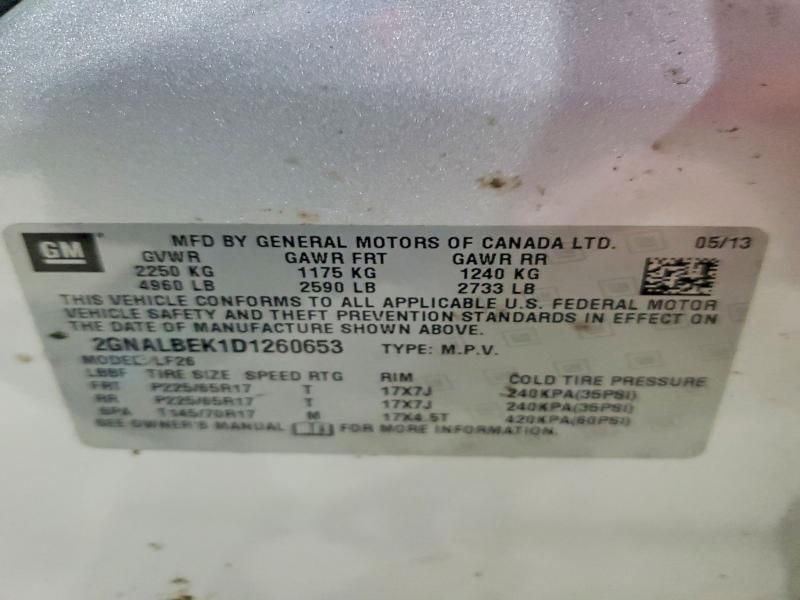 GM MFD BY GENERAL MOTORS OF CANADA LTD. 05/13
GVWR GAWR FRT GAWR RR
2250 KG 1175 KG 1240 KG
4960 LB 2590 LB 2733 LB
THIS VEHICLE CONFORMS TO ALL APPLICABLE U.S. FEDERAL MOTOR
VEHICLE SAFETY AND THEFT PREVENTION STANDARDS IN EFFECT ON
THE DATE OF MANUFACTURE SHOWN ABOVE.
2GNALBEK1D1260653 TYPE: M.P.V.
MODEL: LF26
LBBF TIRE SIZE SPEED RTG RIM COLD TIRE PRESSURE
FRT P225/65R17 T 17X7J 240KPA(35PSI)
RR P225/65R17 T 17X7J 240KPA(35PSI)
SPA T145/70R17 M 17X4.5T 420KPA(60PSI)
SEE OWNER'S MANUAL FOR MORE INFORMATION.